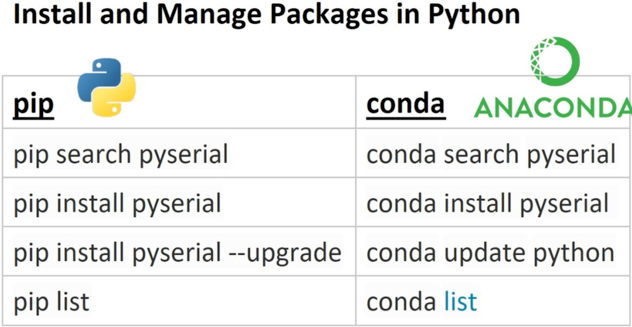 Install and Manage Packages in Python
pip
conda
ANACONDA
pip search pyserial
conda search pyserial
pip install pyserial
conda install pyserial
pip install pyserial --upgrade
conda update python
pip list
conda list